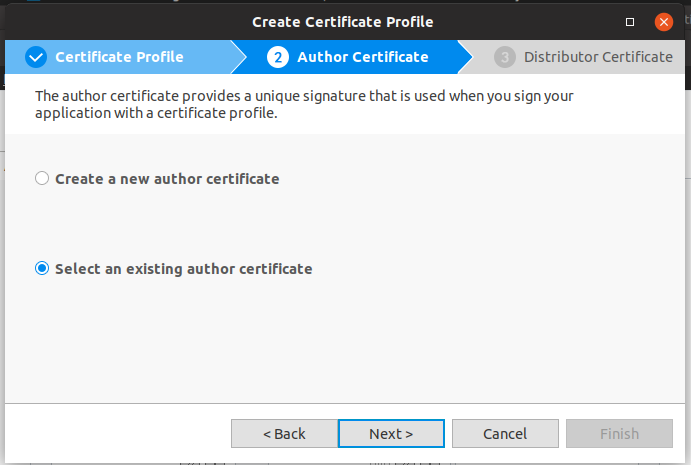 Create Certificate Profile
Certificate Profile
2 Author Certificate
3 Distributor Certificate
The author certificate provides a unique signature that is used when you sign your
application with a certificate profile.
Create a new author certificate
Select an existing author certificate
< Back
Next >
Cancel
Finish